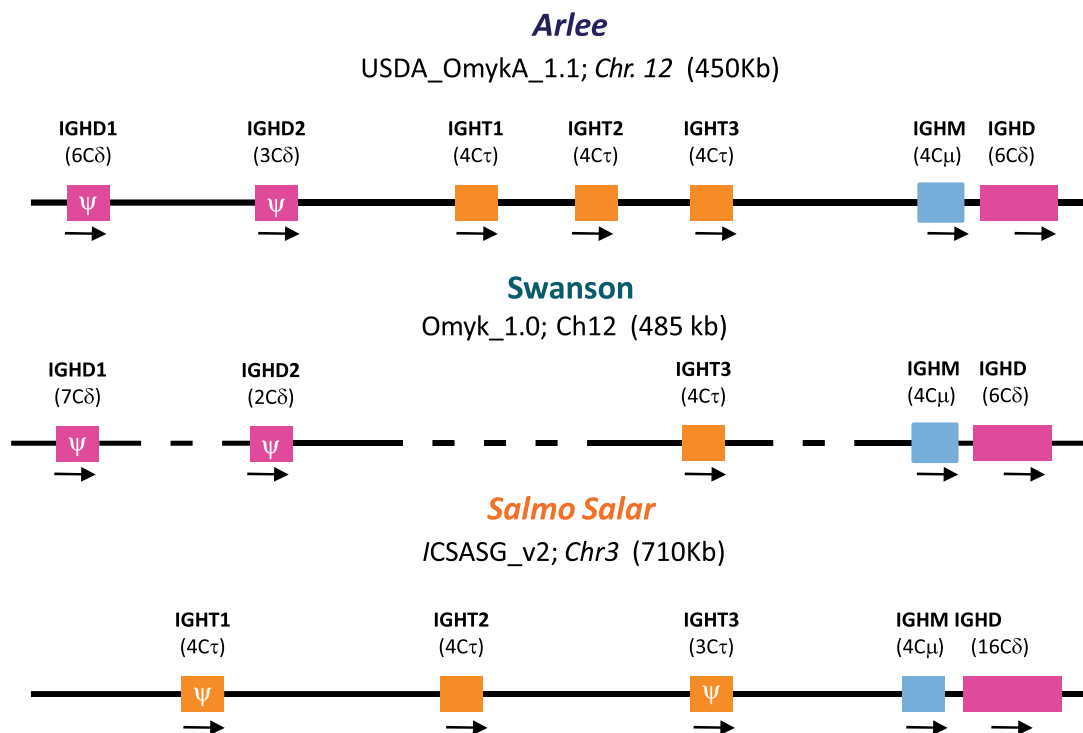 Arlee
USDA_OmykA_1.1; Chr. 12 (450Kb)
IGHD1 IGHD2 IGHT1 IGHT2 IGHT3 IGHM IGHD
(6Cδ) (3Cδ) (4Cτ) (4Cτ) (4Cτ) (4Cμ) (6Cδ)
ψ ψ
Swanson
Omyk_1.0; Ch12 (485 kb)
IGHD1 IGHD2 IGHT3 IGHM IGHD
(7Cδ) (2Cδ) (4Cτ) (4Cμ) (6Cδ)
ψ ψ
Salmo Salar
ICSASG_v2; Chr3 (710Kb)
IGHT1 IGHT2 IGHT3 IGHM IGHD
(4Cτ) (4Cτ) (3Cτ) (4Cμ) (16Cδ)
ψ ψ